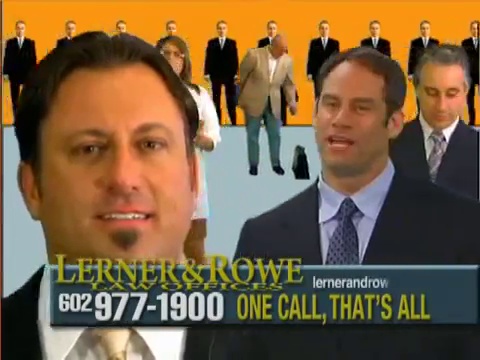 LERNER & ROWE
LAW OFFICES
lernerandrow
602 977-1900 ONE CALL, THAT'S ALL